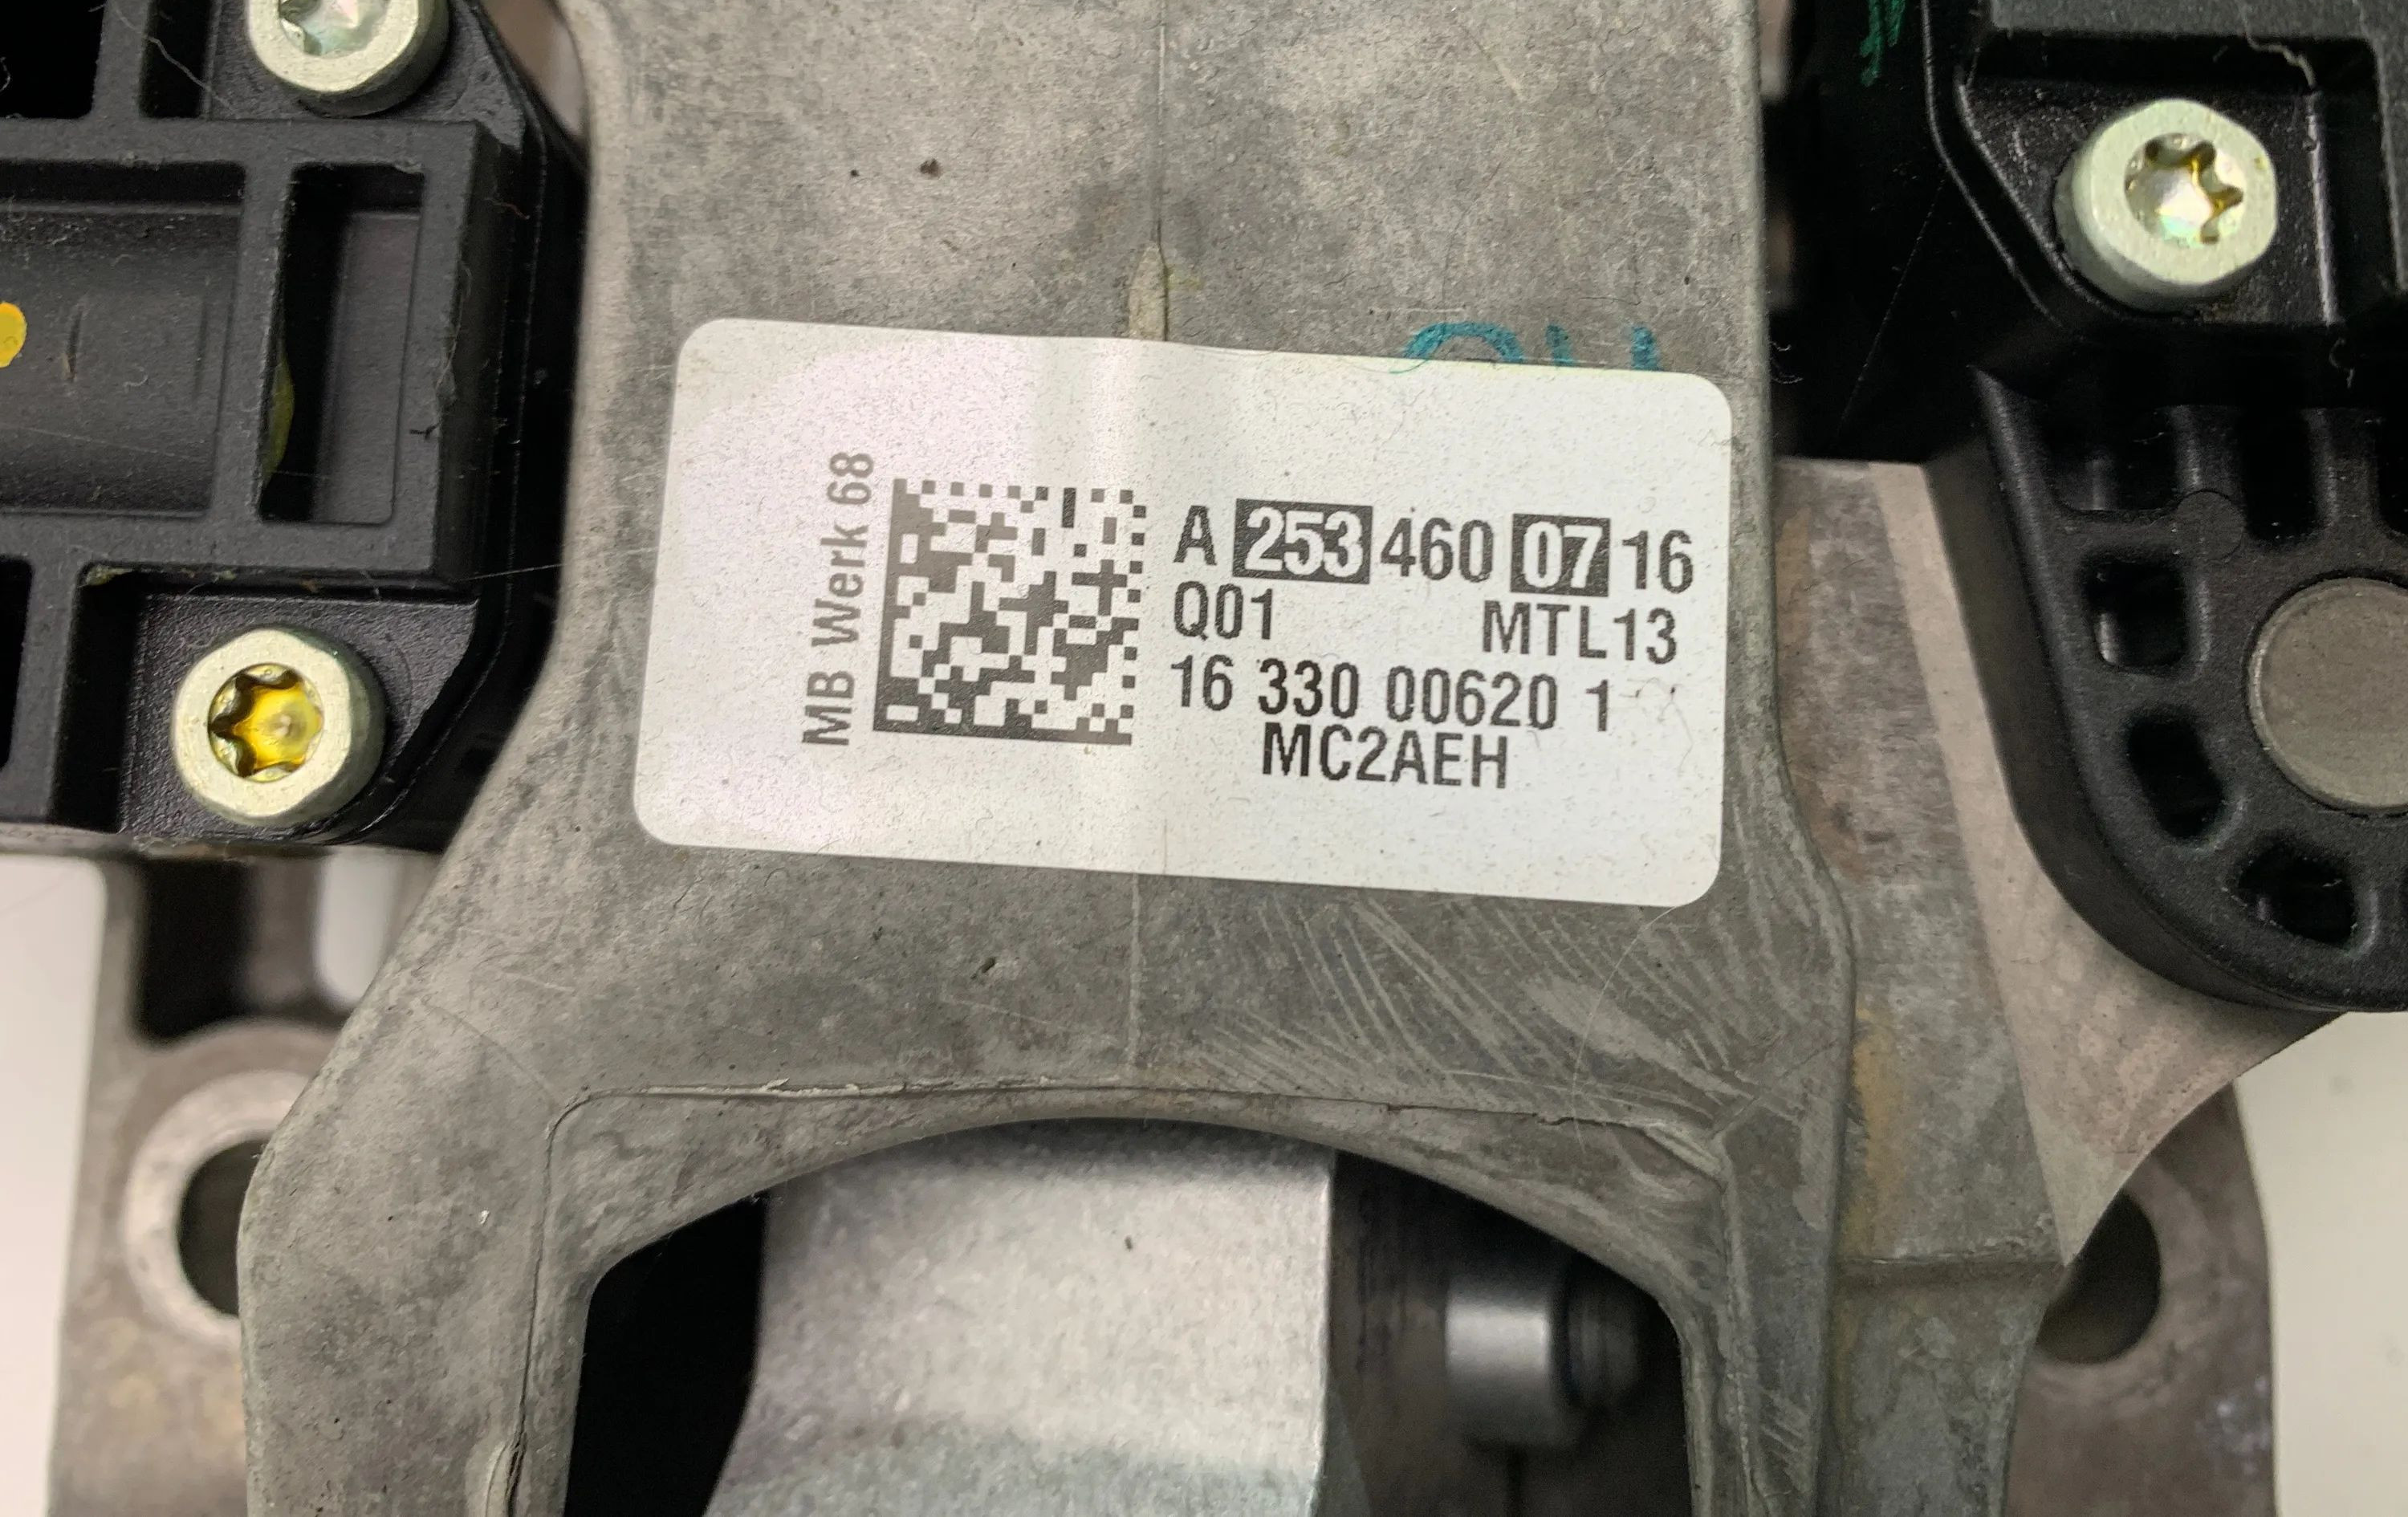 MB Werk 68
A 253 460 07 16
Q01 MTL13
16 330 00620 1
MC2AEH